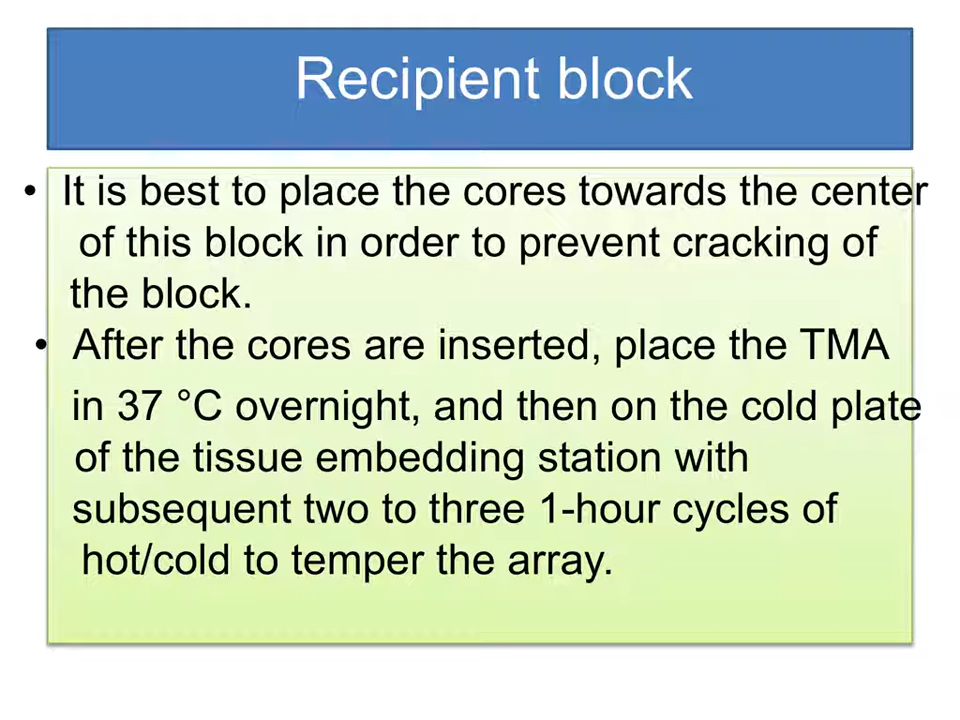 Recipient block
• It is best to place the cores towards the center
of this block in order to prevent cracking of
the block.
• After the cores are inserted, place the TMA
in 37 °C overnight, and then on the cold plate
of the tissue embedding station with
subsequent two to three 1-hour cycles of
hot/cold to temper the array.